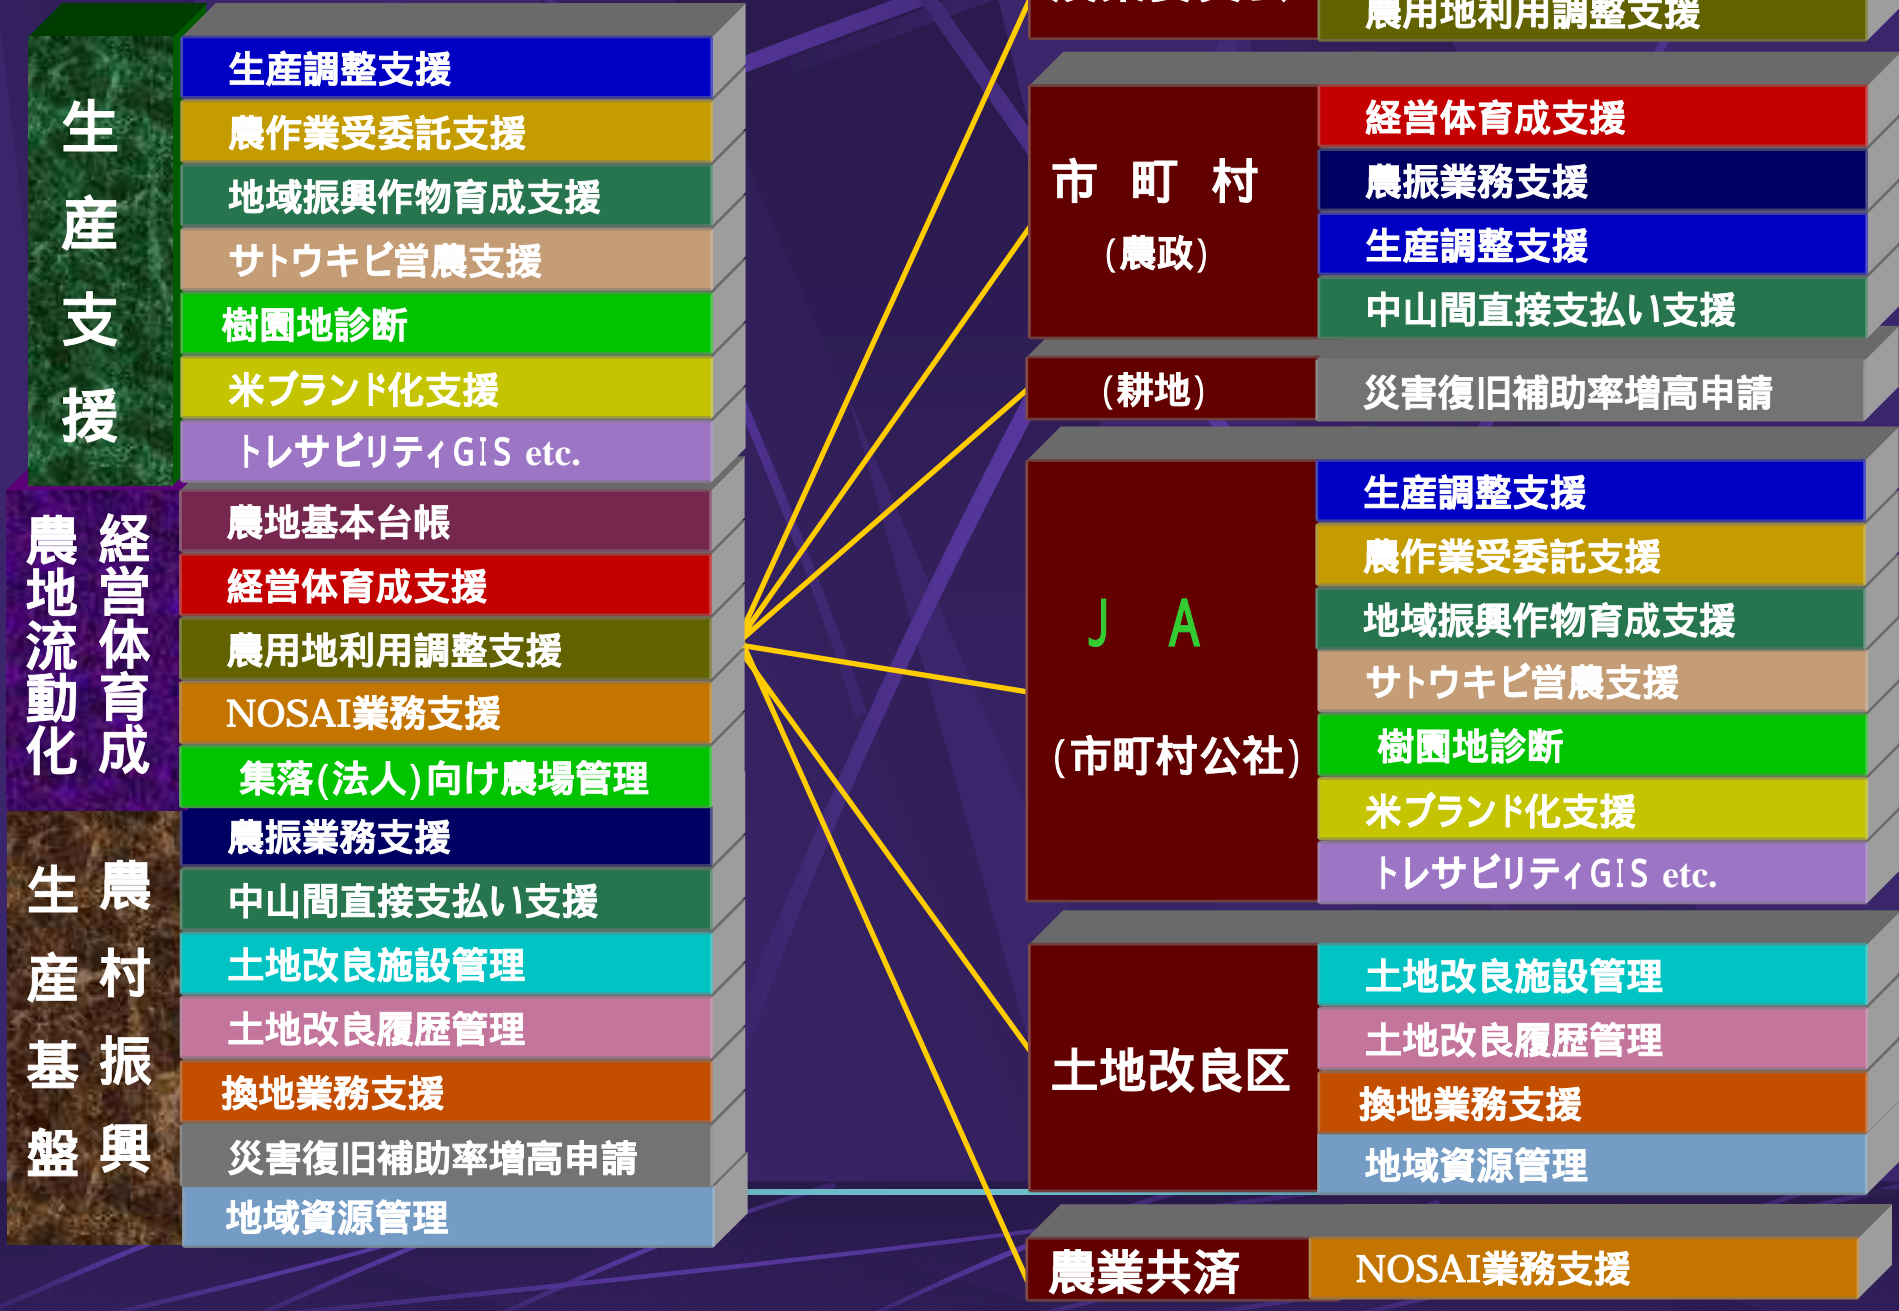 生産支援
生産調整支援
農作業受委託支援
地域振興作物育成支援
サトウキビ営農支援
樹園地診断
米ブランド化支援
トレサビリティGIS etc.
経営体育成
農地流動化
農地基本台帳
経営体育成支援
農用地利用調整支援
NOSAI業務支援
集落(法人)向け農場管理
農村振興
生産基盤
農振業務支援
中山間直接支払い支援
土地改良施設管理
土地改良履歴管理
換地業務支援
災害復旧補助率増高申請
地域資源管理
農用地利用調整支援
市 町 村
(農政)
経営体育成支援
農振業務支援
生産調整支援
中山間直接支払い支援
(耕地)
災害復旧補助率増高申請
J A
(市町村公社)
生産調整支援
農作業受委託支援
地域振興作物育成支援
サトウキビ営農支援
樹園地診断
米ブランド化支援
トレサビリティGIS etc.
土地改良区
土地改良施設管理
土地改良履歴管理
換地業務支援
地域資源管理
農業共済
NOSAI業務支援